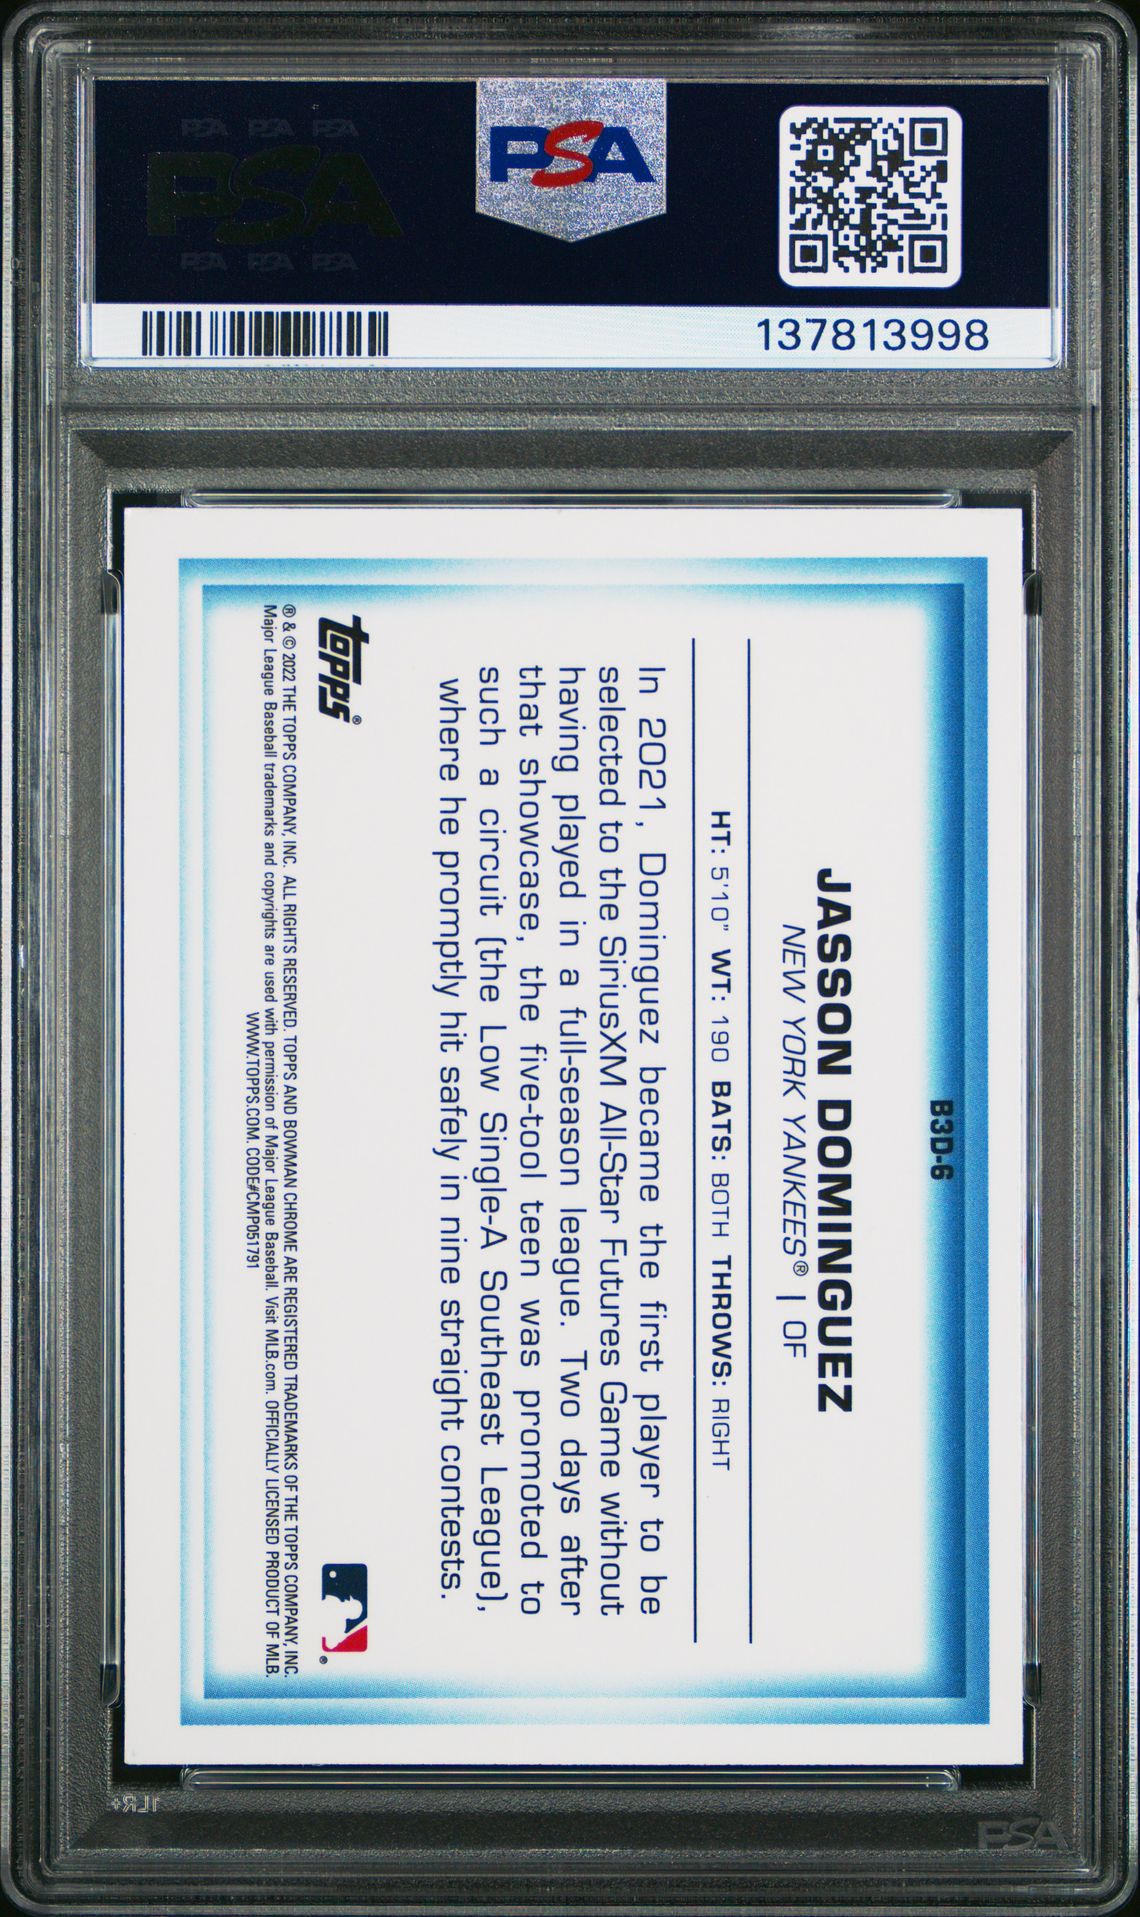 PSA PSA PSA
PSA
PSA PSA PSA
PSA
137813998
B3D-6
JASSON DOMINGUEZ
NEW YORK YANKEES® | OF
HT: 5'10" WT: 190 BATS: BOTH THROWS: RIGHT
In 2021, Dominguez became the first player to be
selected to the SiriusXM All-Star Futures Game without
having played in a full-season league. Two days after
that showcase, the five-tool teen was promoted to
such a circuit (the Low Single-A Southeast League),
where he promptly hit safely in nine straight contests.
topps®
® & © 2022 THE TOPPS COMPANY, INC. ALL RIGHTS RESERVED. TOPPS AND BOWMAN CHROME ARE REGISTERED TRADEMARKS OF THE TOPPS COMPANY, INC.
Major League Baseball trademarks and copyrights are used with permission of Major League Baseball. Visit MLB.com. OFFICIALLY LICENSED PRODUCT OF MLB.
WWW.TOPPS.COM. CODE#CMP051791
PSA